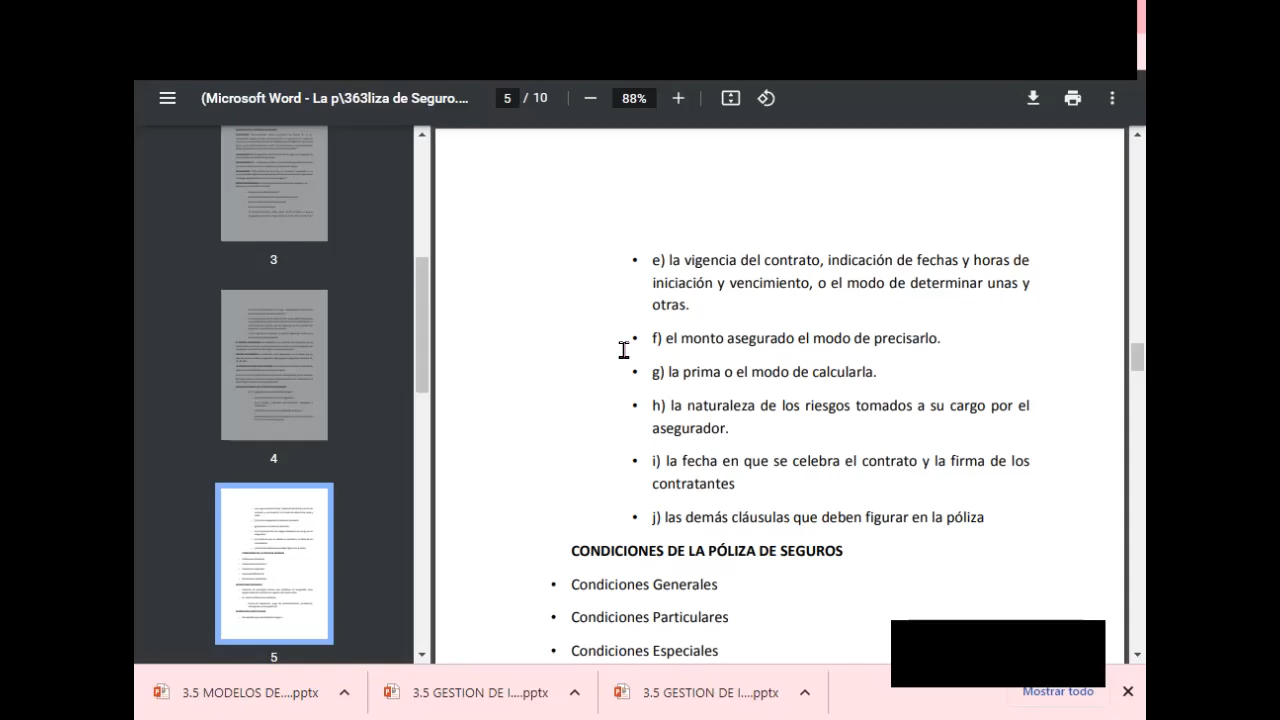 (Microsoft Word - La p\363liza de Seguro.... 5 / 10 88%
3
4
5
• e) la vigencia del contrato, indicación de fechas y horas de
iniciación y vencimiento, o el modo de determinar unas y
otras.
• f) el monto asegurado el modo de precisarlo.
• g) la prima o el modo de calcularla.
• h) la naturaleza de los riesgos tomados a su cargo por el
asegurador.
• i) la fecha en que se celebra el contrato y la firma de los
contratantes
• j) las demás cláusulas que deben figurar en la póliza
CONDICIONES DE LA PÓLIZA DE SEGUROS
• Condiciones Generales
• Condiciones Particulares
• Condiciones Especiales
3.5 MODELOS DE....pptx 3.5 GESTION DE I....pptx 3.5 GESTION DE I....pptx Mostrar todo